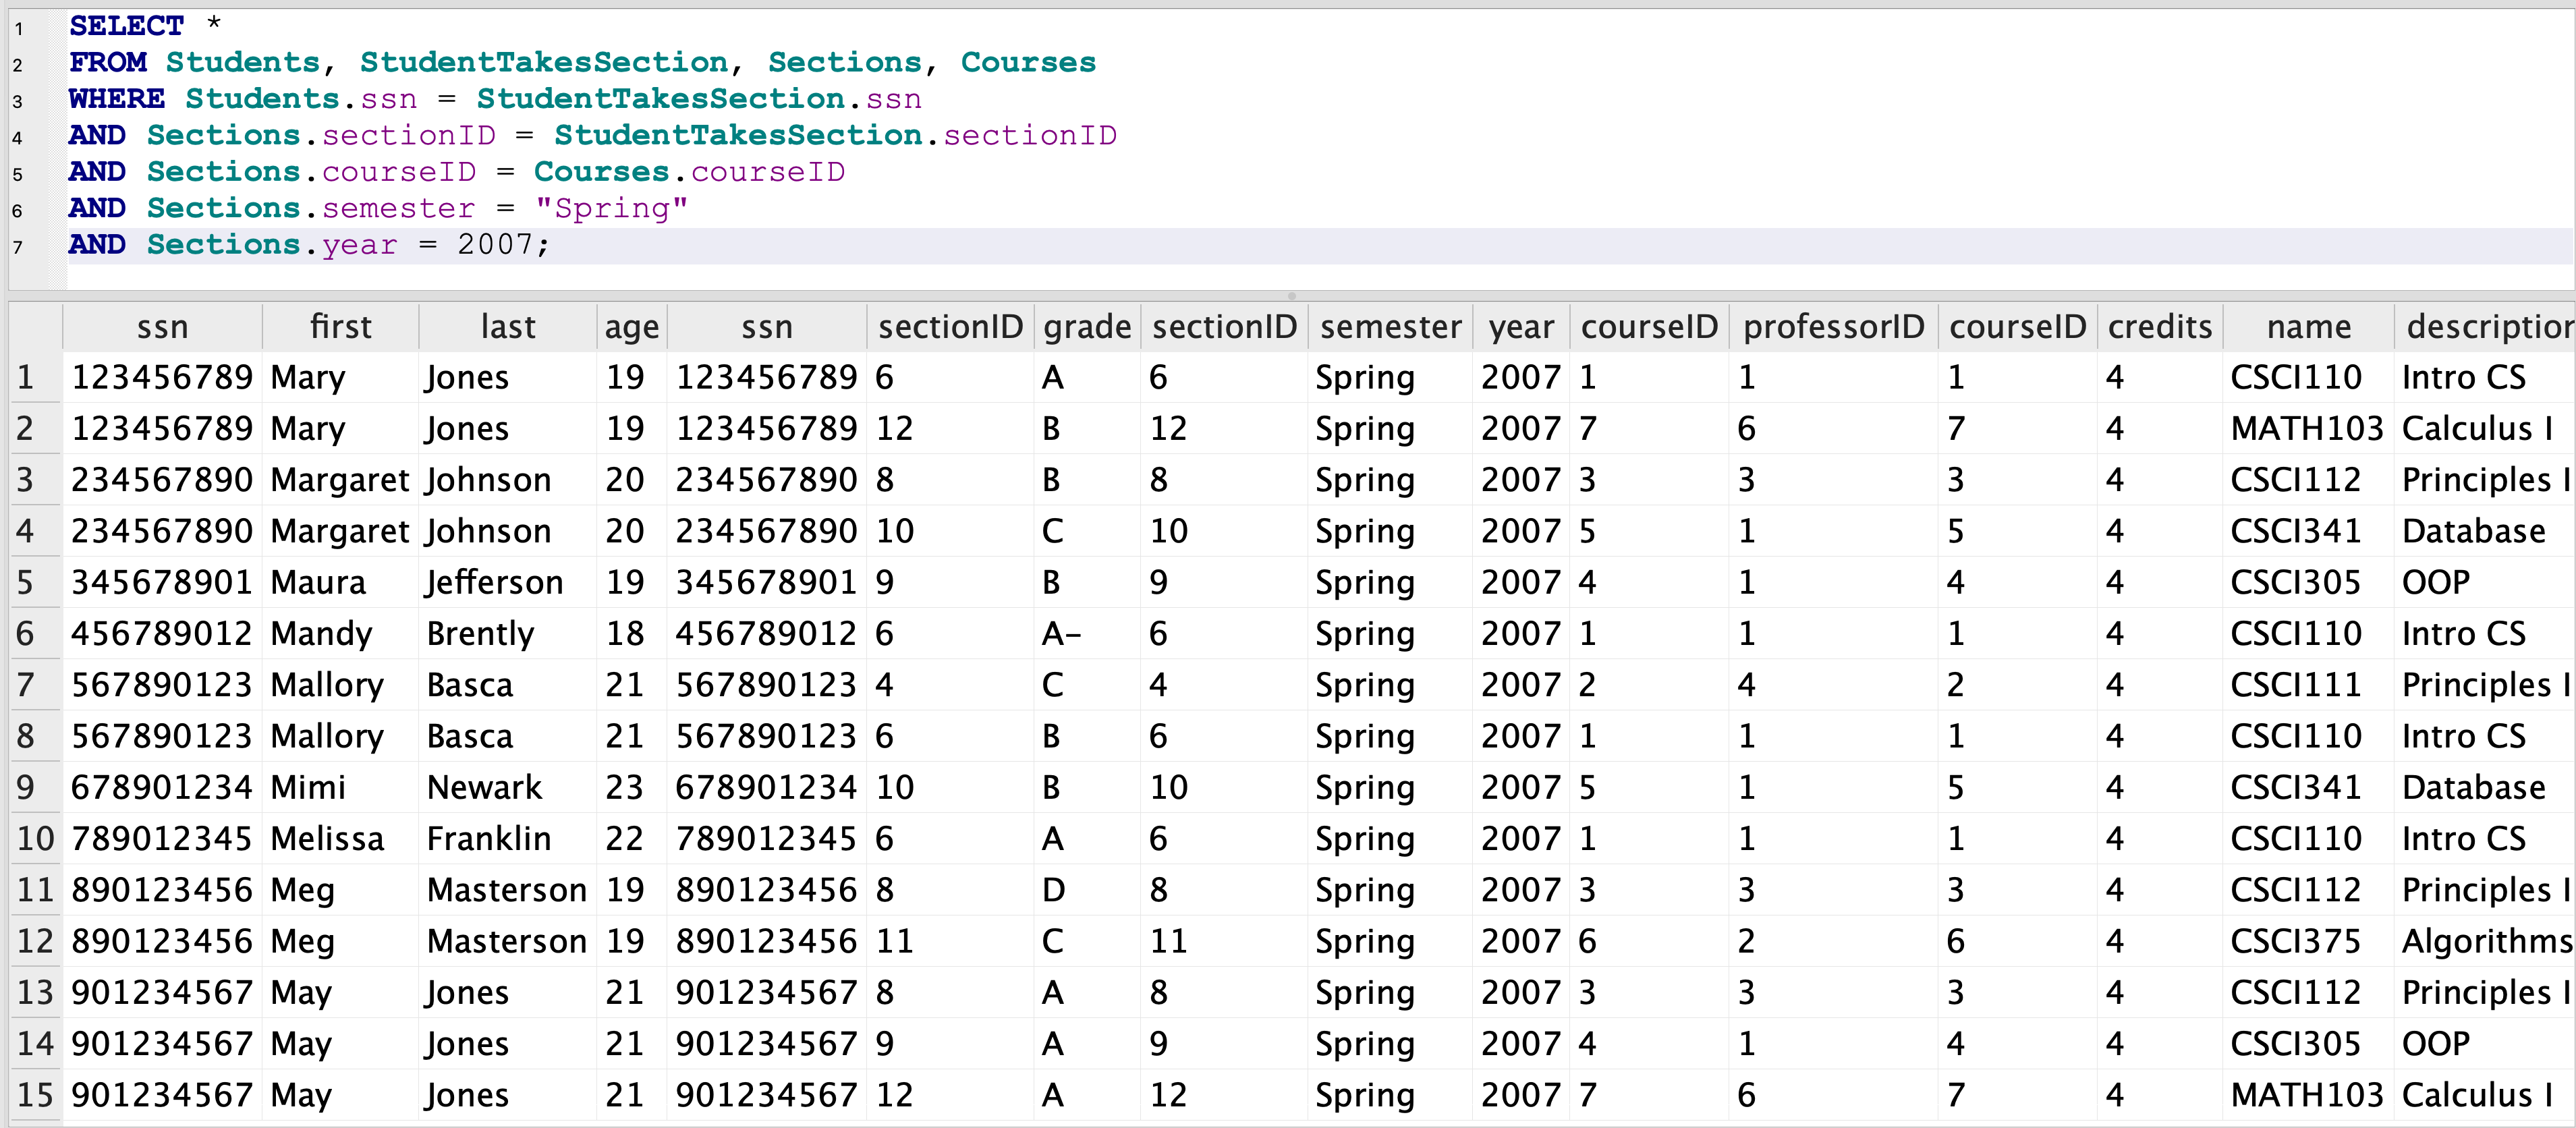 1 SELECT *
2 FROM Students, StudentTakesSection, Sections, Courses
3 WHERE Students.ssn = StudentTakesSection.ssn
4 AND Sections.sectionID = StudentTakesSection.sectionID
5 AND Sections.courseID = Courses.courseID
6 AND Sections.semester = "Spring"
7 AND Sections.year = 2007;
ssn first last age ssn sectionID grade sectionID semester year courseID professorID courseID credits name description
1 123456789 Mary Jones 19 123456789 6 A 6 Spring 2007 1 1 1 4 CSCI110 Intro CS
2 123456789 Mary Jones 19 123456789 12 B 12 Spring 2007 7 6 7 4 MATH103 Calculus I
3 234567890 Margaret Johnson 20 234567890 8 B 8 Spring 2007 3 3 3 4 CSCI112 Principles I
4 234567890 Margaret Johnson 20 234567890 10 C 10 Spring 2007 5 1 5 4 CSCI341 Database
5 345678901 Maura Jefferson 19 345678901 9 B 9 Spring 2007 4 1 4 4 CSCI305 OOP
6 456789012 Mandy Brently 18 456789012 6 A- 6 Spring 2007 1 1 1 4 CSCI110 Intro CS
7 567890123 Mallory Basca 21 567890123 4 C 4 Spring 2007 2 4 2 4 CSCI111 Principles I
8 567890123 Mallory Basca 21 567890123 6 B 6 Spring 2007 1 1 1 4 CSCI110 Intro CS
9 678901234 Mimi Newark 23 678901234 10 B 10 Spring 2007 5 1 5 4 CSCI341 Database
10 789012345 Melissa Franklin 22 789012345 6 A 6 Spring 2007 1 1 1 4 CSCI110 Intro CS
11 890123456 Meg Masterson 19 890123456 8 D 8 Spring 2007 3 3 3 4 CSCI112 Principles I
12 890123456 Meg Masterson 19 890123456 11 C 11 Spring 2007 6 2 6 4 CSCI375 Algorithms
13 901234567 May Jones 21 901234567 8 A 8 Spring 2007 3 3 3 4 CSCI112 Principles I
14 901234567 May Jones 21 901234567 9 A 9 Spring 2007 4 1 4 4 CSCI305 OOP
15 901234567 May Jones 21 901234567 12 A 12 Spring 2007 7 6 7 4 MATH103 Calculus I